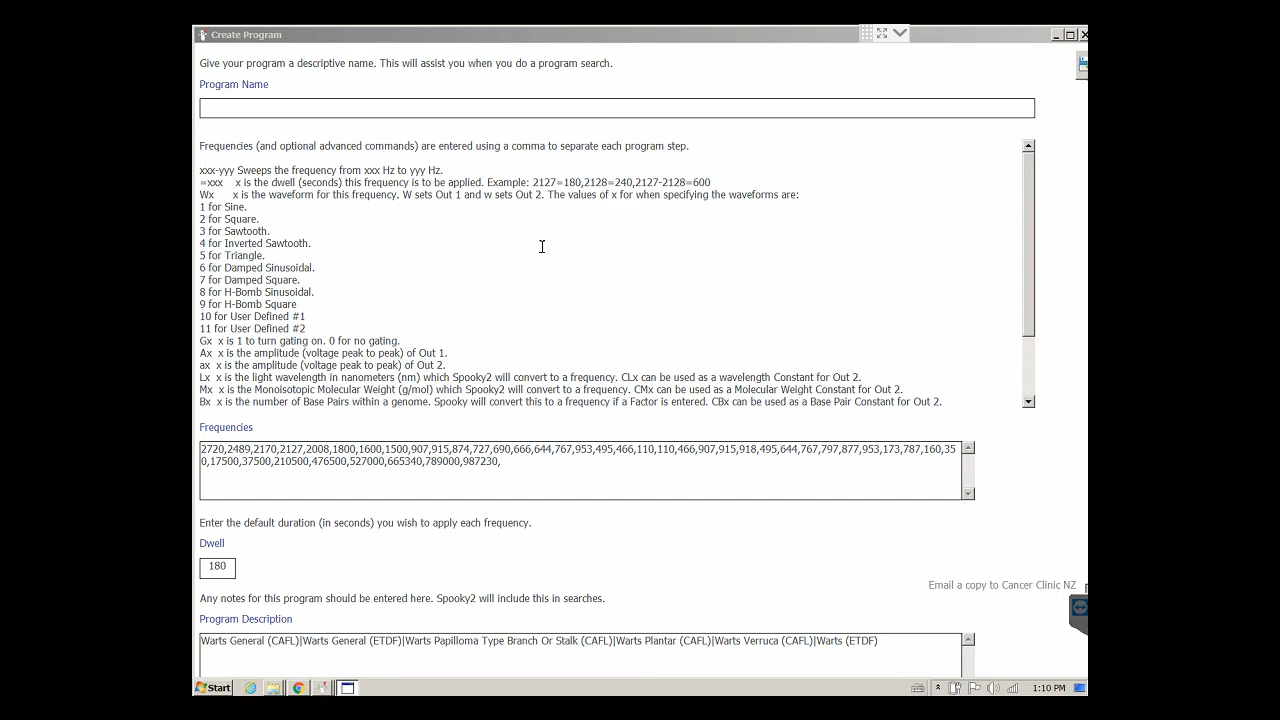 Create Program
Give your program a descriptive name. This will assist you when you do a program search.
Program Name
Frequencies (and optional advanced commands) are entered using a comma to separate each program step.
xxx-yyy Sweeps the frequency from xxx Hz to yyy Hz.
=xxx x is the dwell (seconds) this frequency is to be applied. Example: 2127=180,2128=240,2127-2128=600
Wx x is the waveform for this frequency. W sets Out 1 and w sets Out 2. The values of x for when specifying the waveforms are:
1 for Sine.
2 for Square.
3 for Sawtooth.
4 for Inverted Sawtooth.
5 for Triangle.
6 for Damped Sinusoidal.
7 for Damped Square.
8 for H-Bomb Sinusoidal.
9 for H-Bomb Square
10 for User Defined #1
11 for User Defined #2
Gx x is 1 to turn gating on. 0 for no gating.
Ax x is the amplitude (voltage peak to peak) of Out 1.
ax x is the amplitude (voltage peak to peak) of Out 2.
Lx x is the light wavelength in nanometers (nm) which Spooky2 will convert to a frequency. CLx can be used as a wavelength Constant for Out 2.
Mx x is the Monoisotopic Molecular Weight (g/mol) which Spooky2 will convert to a frequency. CMx can be used as a Molecular Weight Constant for Out 2.
Bx x is the number of Base Pairs within a genome. Spooky will convert this to a frequency if a Factor is entered. CBx can be used as a Base Pair Constant for Out 2.
Frequencies
2720,2489,2170,2127,2008,1800,1600,1500,907,915,874,727,690,666,644,767,953,495,466,110,110,466,907,915,918,495,644,767,797,877,953,173,787,160,35
0,17500,37500,210500,476500,527000,665340,789000,987230,
Enter the default duration (in seconds) you wish to apply each frequency.
Dwell
180
Email a copy to Cancer Clinic NZ
Any notes for this program should be entered here. Spooky2 will include this in searches.
Program Description
Warts General (CAFL)|Warts General (ETDF)|Warts Papilloma Type Branch Or Stalk (CAFL)|Warts Plantar (CAFL)|Warts Verruca (CAFL)|Warts (ETDF)
Start
1:10 PM